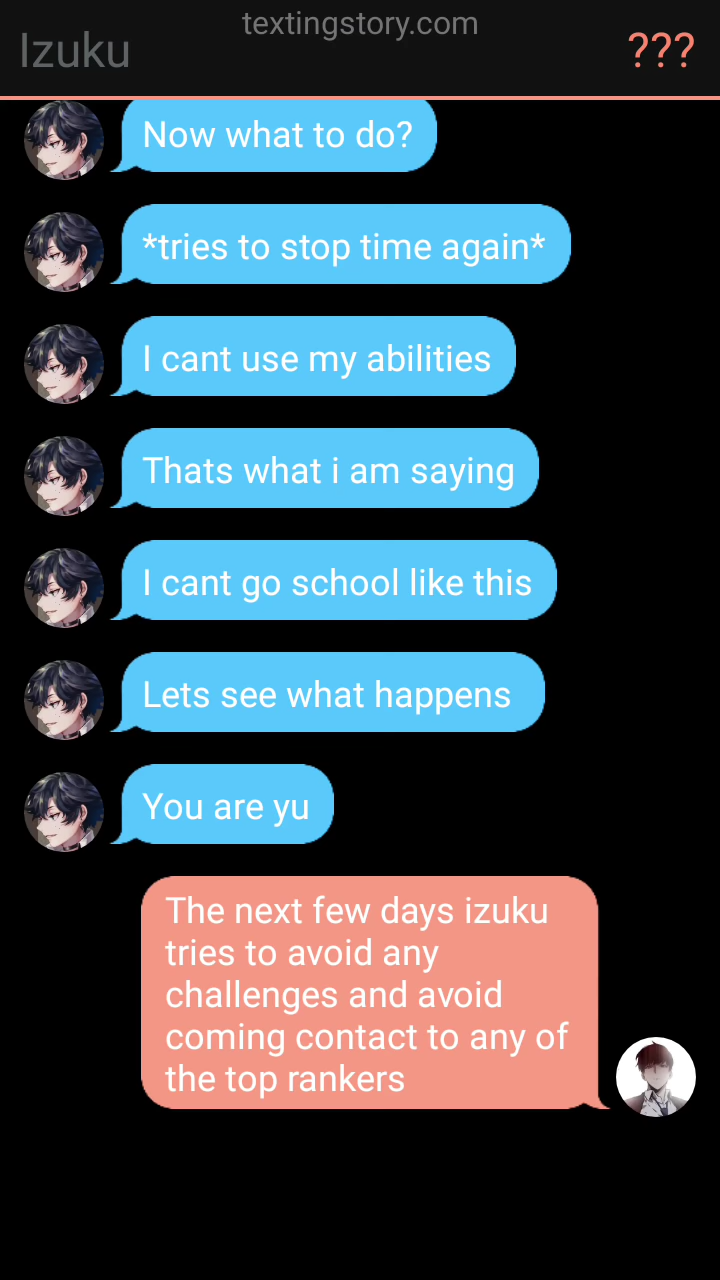 textingstory.com
Izuku
???
Now what to do?
*tries to stop time again*
I cant use my abilities
Thats what i am saying
I cant go school like this
Lets see what happens
You are yu
The next few days izuku
tries to avoid any
challenges and avoid
coming contact to any of
the top rankers